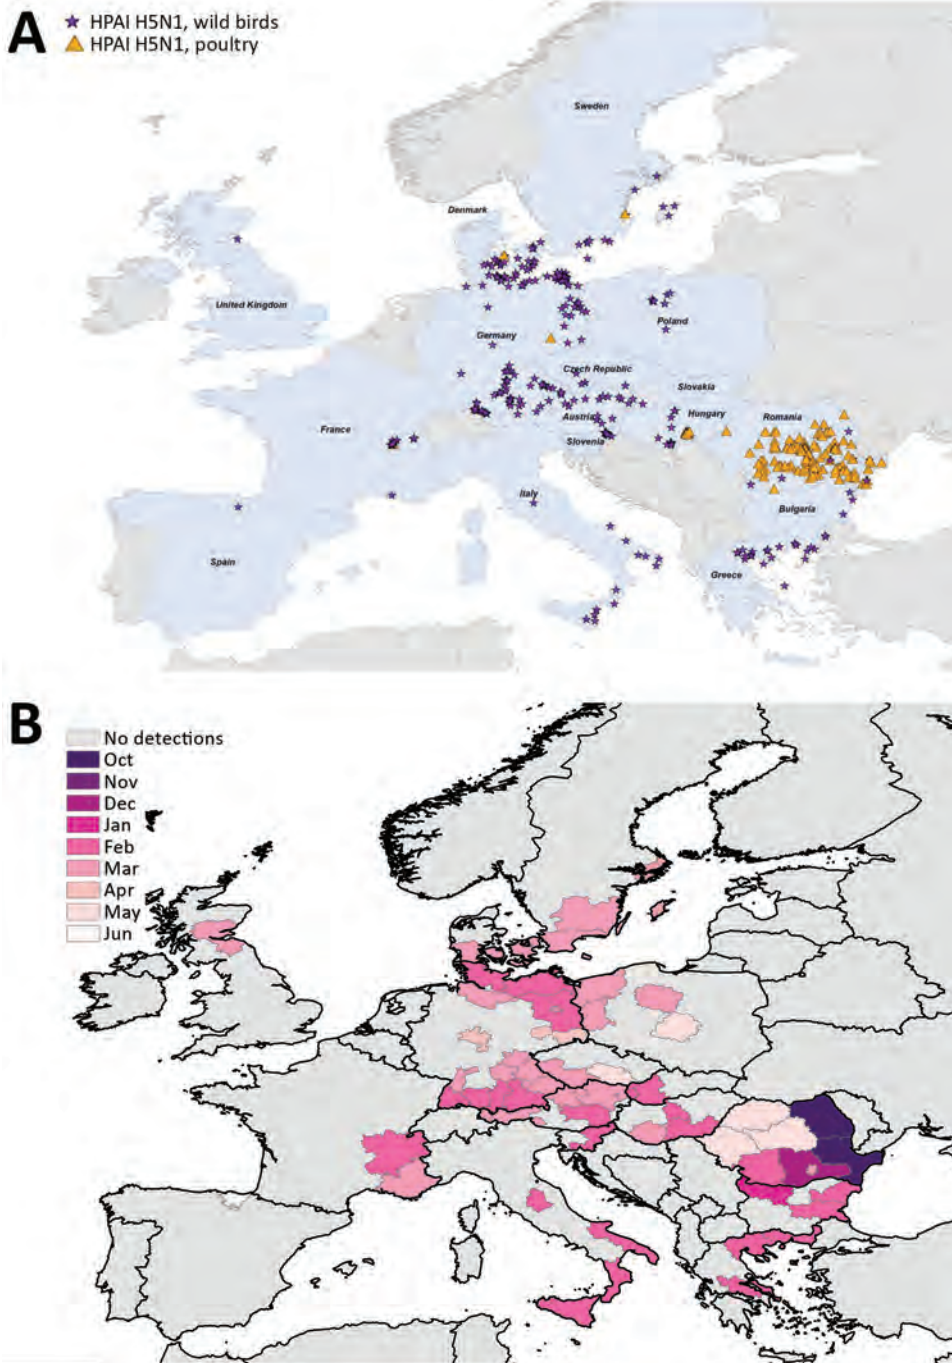 A
HPAI H5N1, wild birds
HPAI H5N1, poultry
Sweden
Denmark
United Kingdom
Poland
Germany
Czech Republic
Slovakia
Austria
Hungary
Romania
France
Slovenia
Italy
Bulgaria
Spain
Greece
B
No detections
Oct
Nov
Dec
Jan
Feb
Mar
Apr
May
Jun